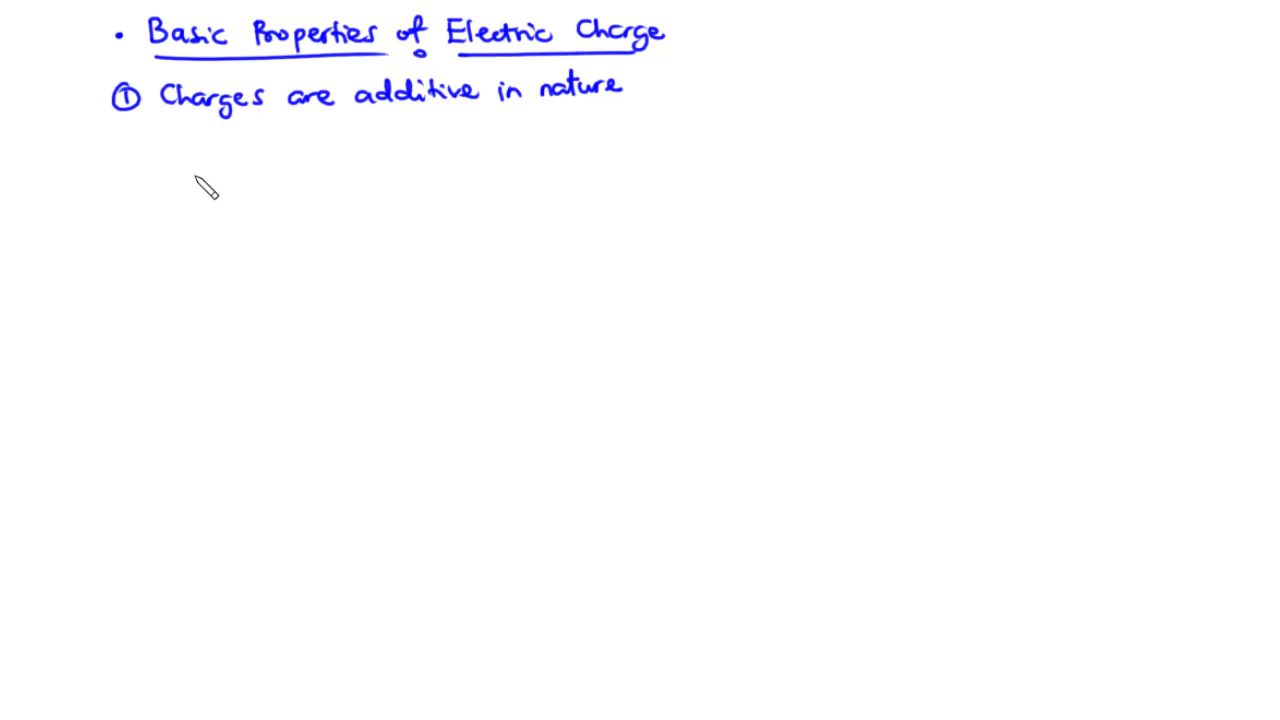 • Basic Properties of Electric Charge
① Charges are additive in nature